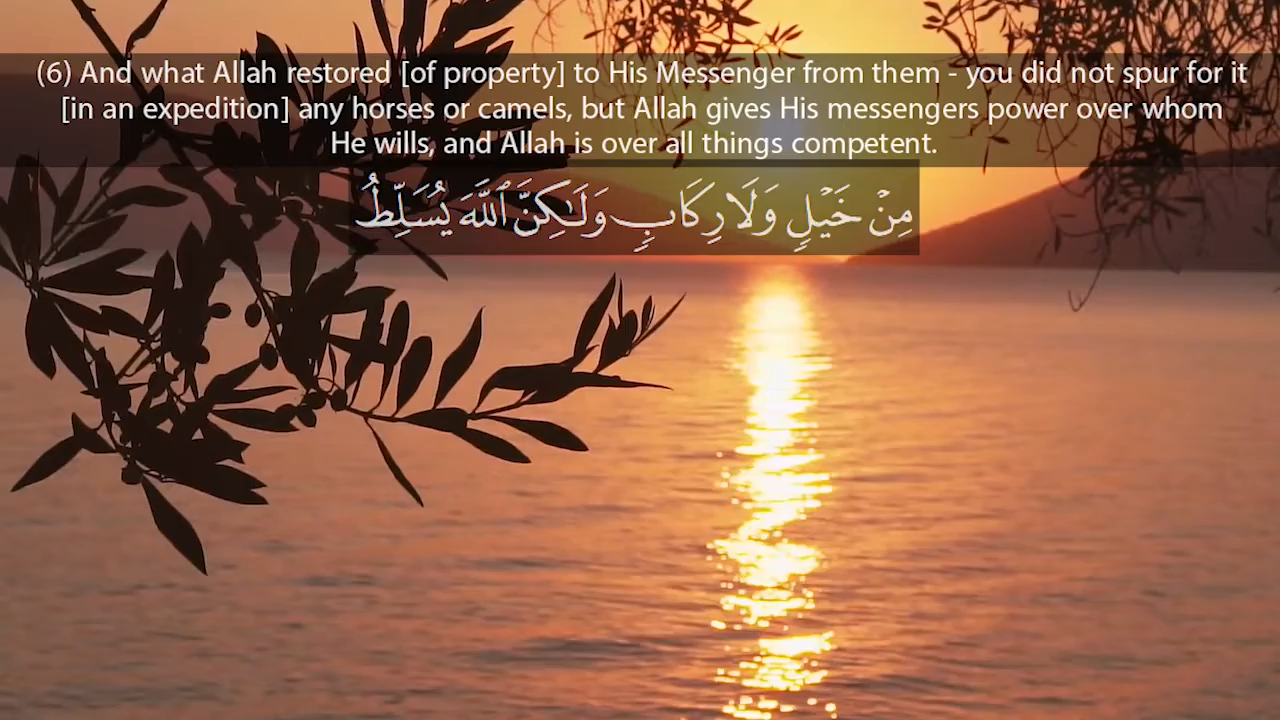 (6) And what Allah restored [of property] to His Messenger from them - you did not spur for it
[in an expedition] any horses or camels, but Allah gives His messengers power over whom
He wills, and Allah is over all things competent.
مِنْ خَيْلٍ وَلَا رِكَابٍ وَلَـٰكِنَّ ٱللَّهَ يُسَلِّطُ